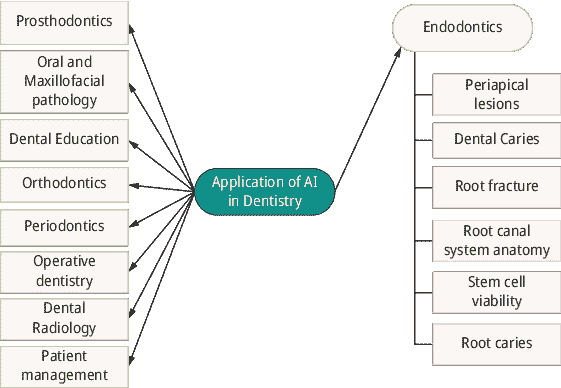 Prosthodontics
Oral and
Maxillofacial
pathology
Dental Education
Orthodontics
Periodontics
Operative
dentistry
Dental
Radiology
Patient
management
Application of AI
in Dentistry
Endodontics
Periapical
lesions
Dental Caries
Root fracture
Root canal
system anatomy
Stem cell
viability
Root caries